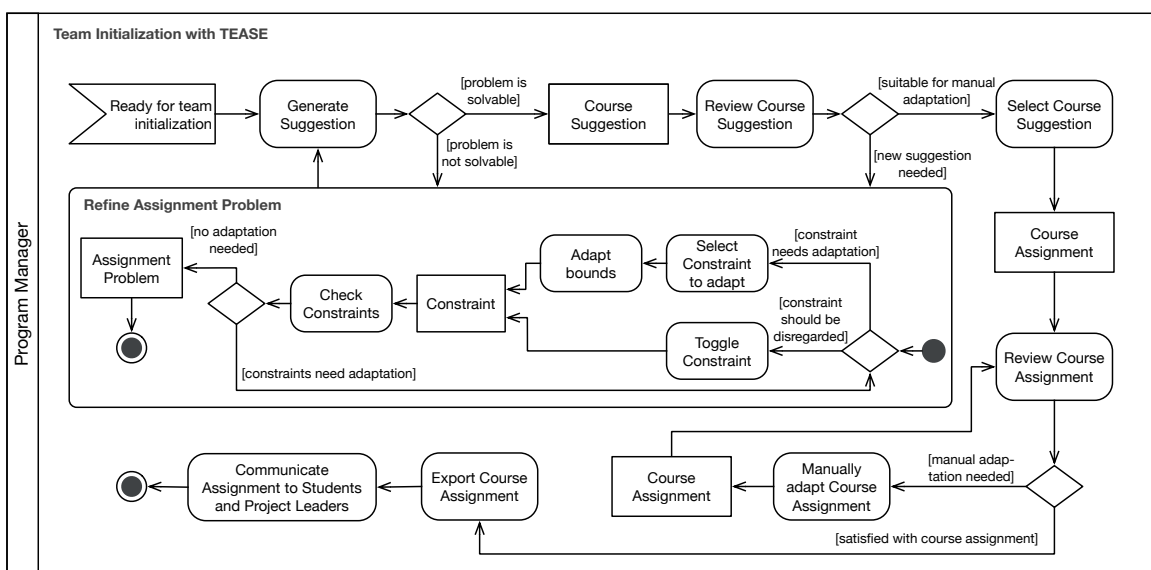 Program Manager
Team Initialization with TEASE
Ready for team
initialization
Generate
Suggestion
[problem is
solvable]
[problem is
not solvable]
Course
Suggestion
Review Course
Suggestion
[suitable for manual
adaptation]
[new suggestion
needed]
Select Course
Suggestion
Course
Assignment
Review Course
Assignment
Refine Assignment Problem
[no adaptation
needed]
Assignment
Problem
Check
Constraints
Constraint
Adapt
bounds
Select
Constraint
to adapt
[constraint
needs adaptation]
[constraint
should be
disregarded]
Toggle
Constraint
[constraints need adaptation]
Communicate
Assignment to Students
and Project Leaders
Export Course
Assignment
Course
Assignment
Manually
adapt Course
Assignment
[manual adap-
tation needed]
[satisfied with course assignment]